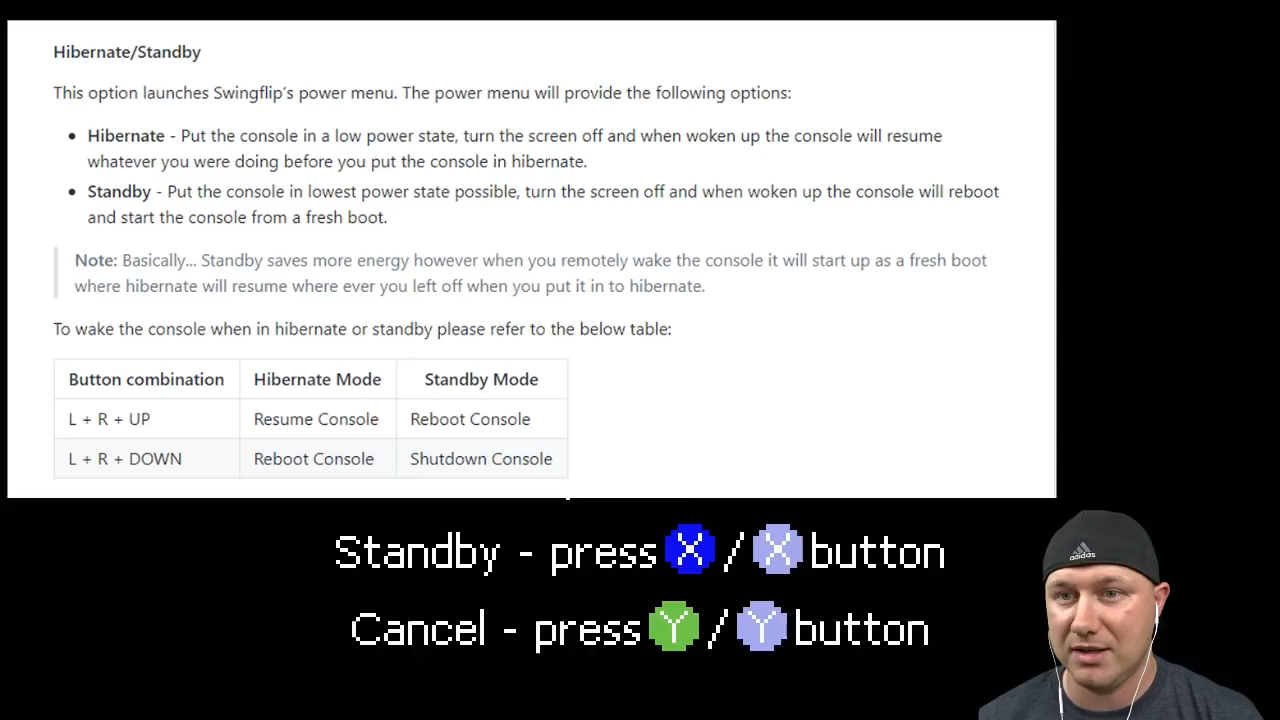 Hibernate/Standby
This option launches Swingflip's power menu. The power menu will provide the following options:
• Hibernate - Put the console in a low power state, turn the screen off and when woken up the console will resume
whatever you were doing before you put the console in hibernate.
• Standby - Put the console in lowest power state possible, turn the screen off and when woken up the console will reboot
and start the console from a fresh boot.
Note: Basically... Standby saves more energy however when you remotely wake the console it will start up as a fresh boot
where hibernate will resume where ever you left off when you put it in to hibernate.
To wake the console when in hibernate or standby please refer to the below table:
Button combination Hibernate Mode Standby Mode
L + R + UP Resume Console Reboot Console
L + R + DOWN Reboot Console Shutdown Console
Standby - press X / X button
Cancel - press Y / Y button
adidas